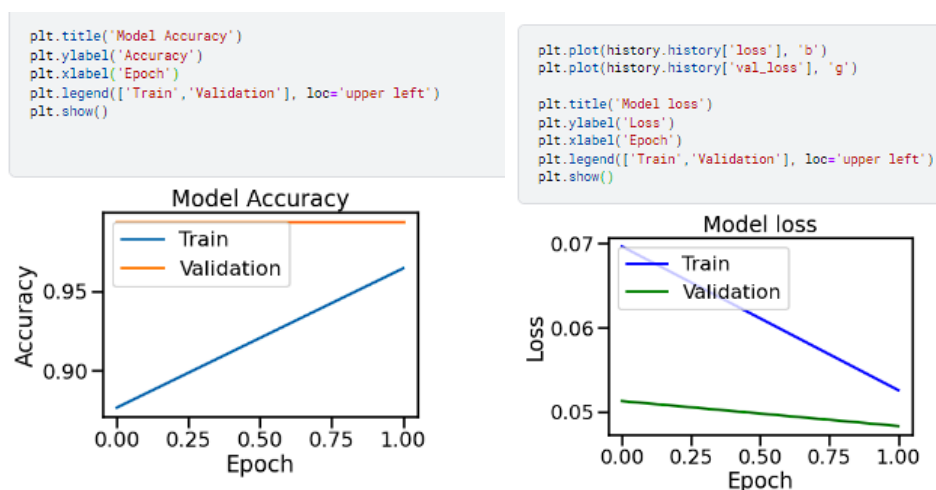 plt.title('Model Accuracy')
plt.ylabel('Accuracy')
plt.xlabel('Epoch')
plt.legend(['Train','Validation'], loc='upper left')
plt.show()
Model Accuracy
Train
Validation
Accuracy
0.95
0.90
0.00 0.25 0.50 0.75 1.00
Epoch
plt.plot(history.history['loss'], 'b')
plt.plot(history.history['val_loss'], 'g')
plt.title('Model loss')
plt.ylabel('Loss')
plt.xlabel('Epoch')
plt.legend(['Train','Validation'], loc='upper left')
plt.show()
Model loss
Train
Validation
Loss
0.07
0.06
0.05
0.00 0.25 0.50 0.75 1.00
Epoch